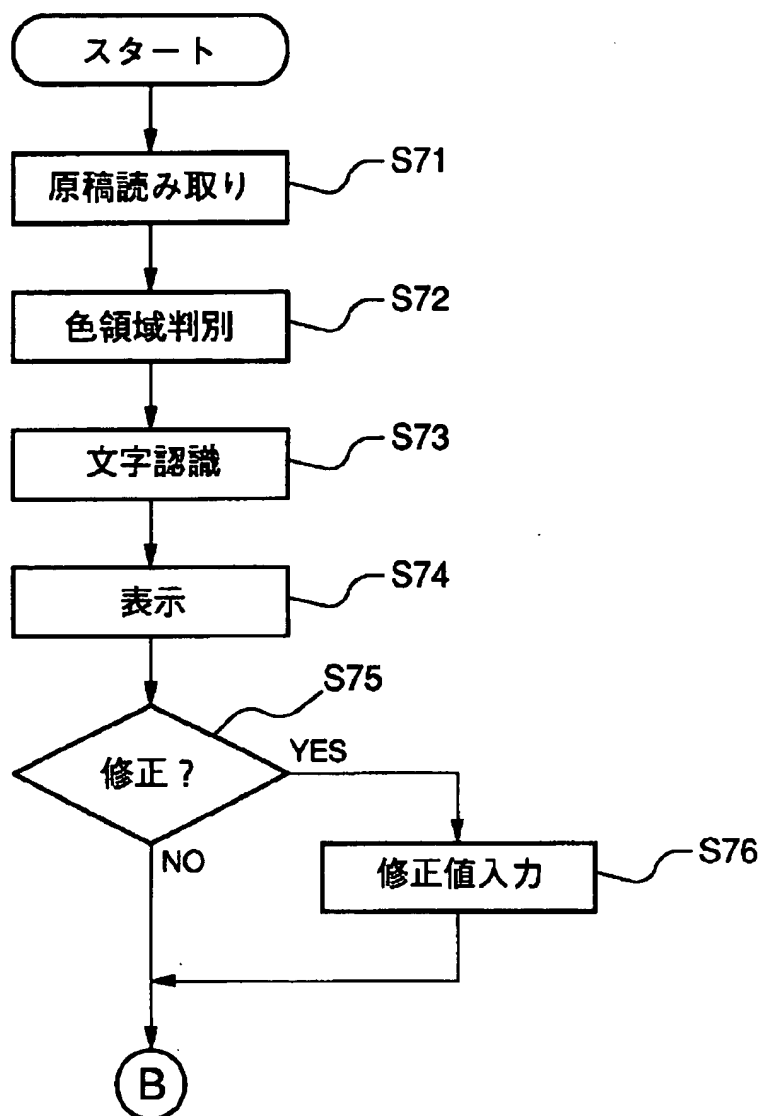 スタート
原稿読み取り
S71
色領域判別
S72
文字認識
S73
表示
S74
S75
修正？
YES
NO
修正値入力
S76
B